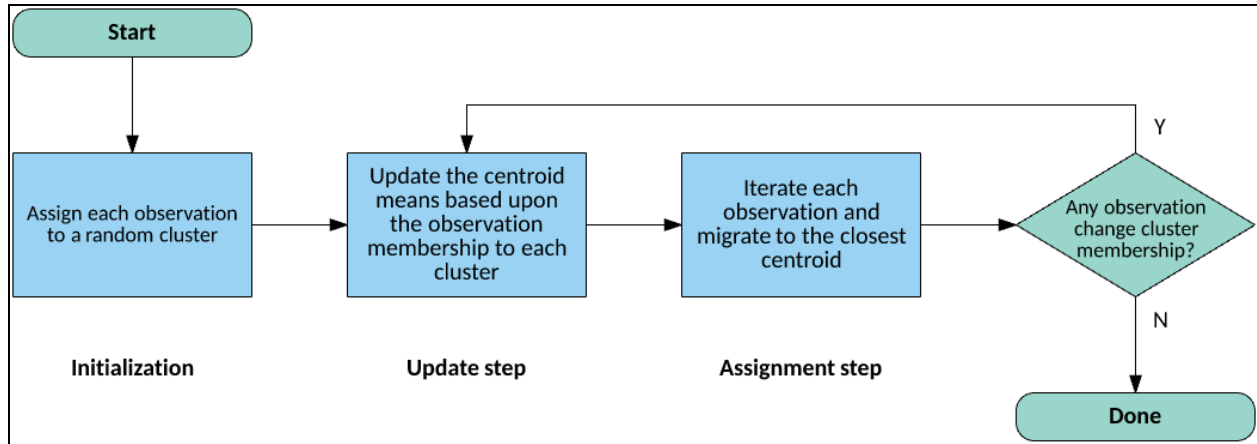 Start
Y
Assign each observation
to a random cluster
Update the centroid
means based upon
the observation
membership to each
cluster
Iterate each
observation and
migrate to the closest
centroid
Any observation
change cluster
membership?
N
Initialization
Update step
Assignment step
Done